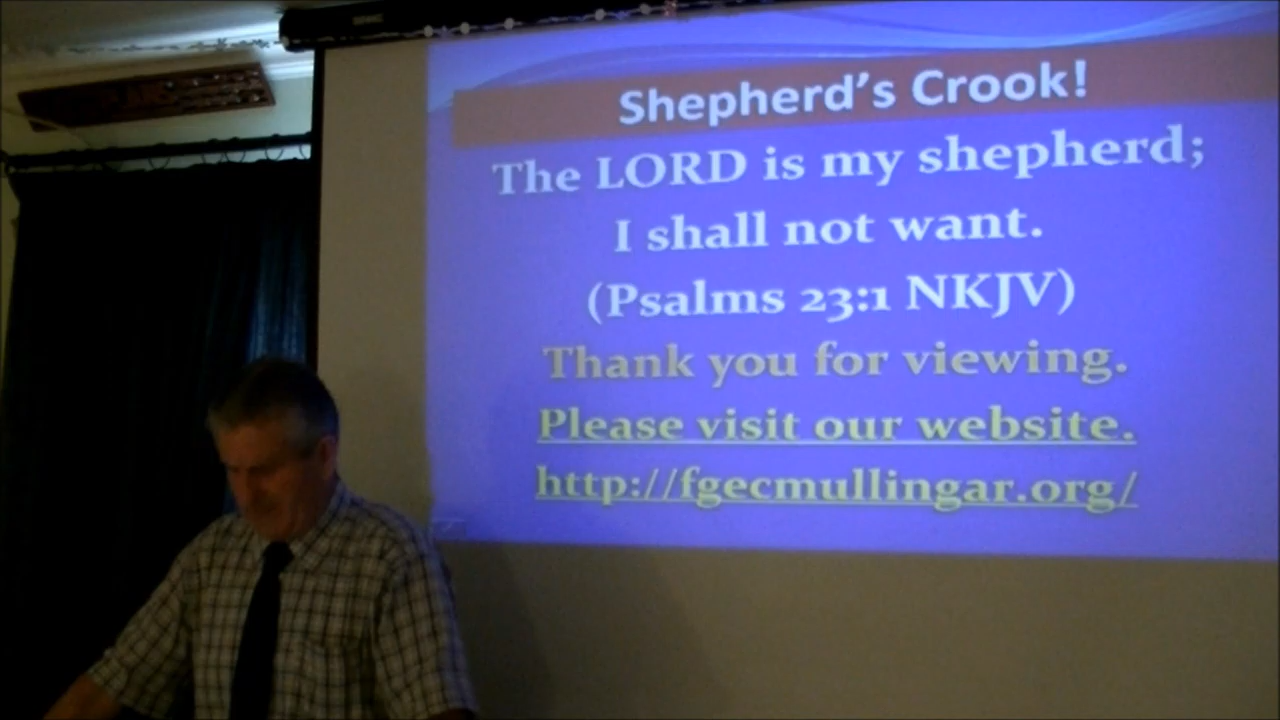 Shepherd's Crook!
The LORD is my shepherd;
I shall not want.
(Psalms 23:1 NKJV)
Thank you for viewing.
Please visit our website.
http://fgecmullingar.org/